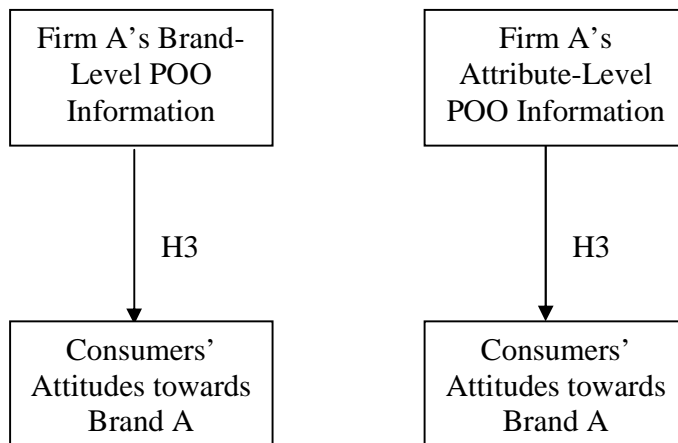 Firm A’s Brand-
Level POO
Information
Firm A’s
Attribute-Level
POO Information
H3
H3
Consumers’
Attitudes towards
Brand A
Consumers’
Attitudes towards
Brand A